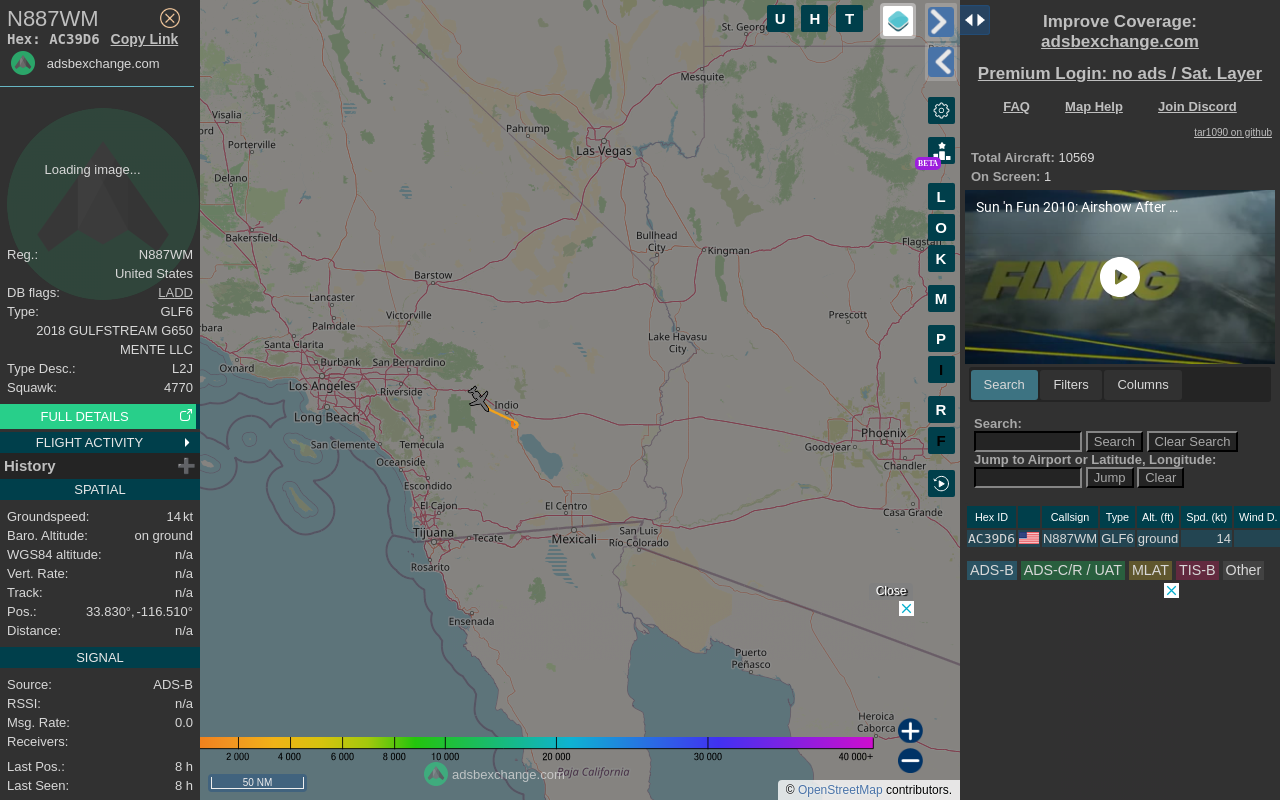 N887WM
Hex: AC39D6 Copy Link
adsbexchange.com
Loading image...
Reg.: N887WM
United States
DB flags: LADD
Type: GLF6
2018 GULFSTREAM G650
MENTE LLC
Type Desc.: L2J
Squawk: 4770
FULL DETAILS
FLIGHT ACTIVITY
History
SPATIAL
Groundspeed: 14 kt
Baro. Altitude: on ground
WGS84 altitude: n/a
Vert. Rate: n/a
Track: n/a
Pos.: 33.830°, -116.510°
Distance: n/a
SIGNAL
Source: ADS-B
RSSI: n/a
Msg. Rate: 0.0
Receivers:
Last Pos.: 8 h
Last Seen: 8 h
U H T
St. George
Mesquite
Visalia
ord
Porterville
Pahrump
Las Vegas
Delano
Bakersfield
Bullhead
City
Kingman
Flagst
Barstow
Lancaster
Palmdale
Victorville
Prescott
Lake Havasu
City
bara
Santa Clarita
Oxnard
Burbank
San Bernardino
Los Angeles
Riverside
Long Beach
Indio
San Clemente
Temecula
Oceanside
Escondido
El Cajon
Tijuana
Tecate
Rosarito
Ensenada
El Centro
Mexicali
San Luis
Río Colorado
Phoenix
Goodyear
Chandler
Casa Grande
Puerto
Peñasco
Heroica
Caborca
Baja California
BETA
L
O
K
M
P
I
R
F
Close
2 000 4 000 6 000 8 000 10 000 20 000 30 000 40 000+
adsbexchange.com
50 NM
© OpenStreetMap contributors.
Improve Coverage:
adsbexchange.com
Premium Login: no ads / Sat. Layer
FAQ Map Help Join Discord
tar1090 on github
Total Aircraft: 10569
On Screen: 1
Sun 'n Fun 2010: Airshow After ...
FLYING
Search Filters Columns
Search:
Search Clear Search
Jump to Airport or Latitude, Longitude:
Jump Clear
Hex ID Callsign Type Alt. (ft) Spd. (kt) Wind D.
AC39D6 N887WM GLF6 ground 14
ADS-B ADS-C/R / UAT MLAT TIS-B Other